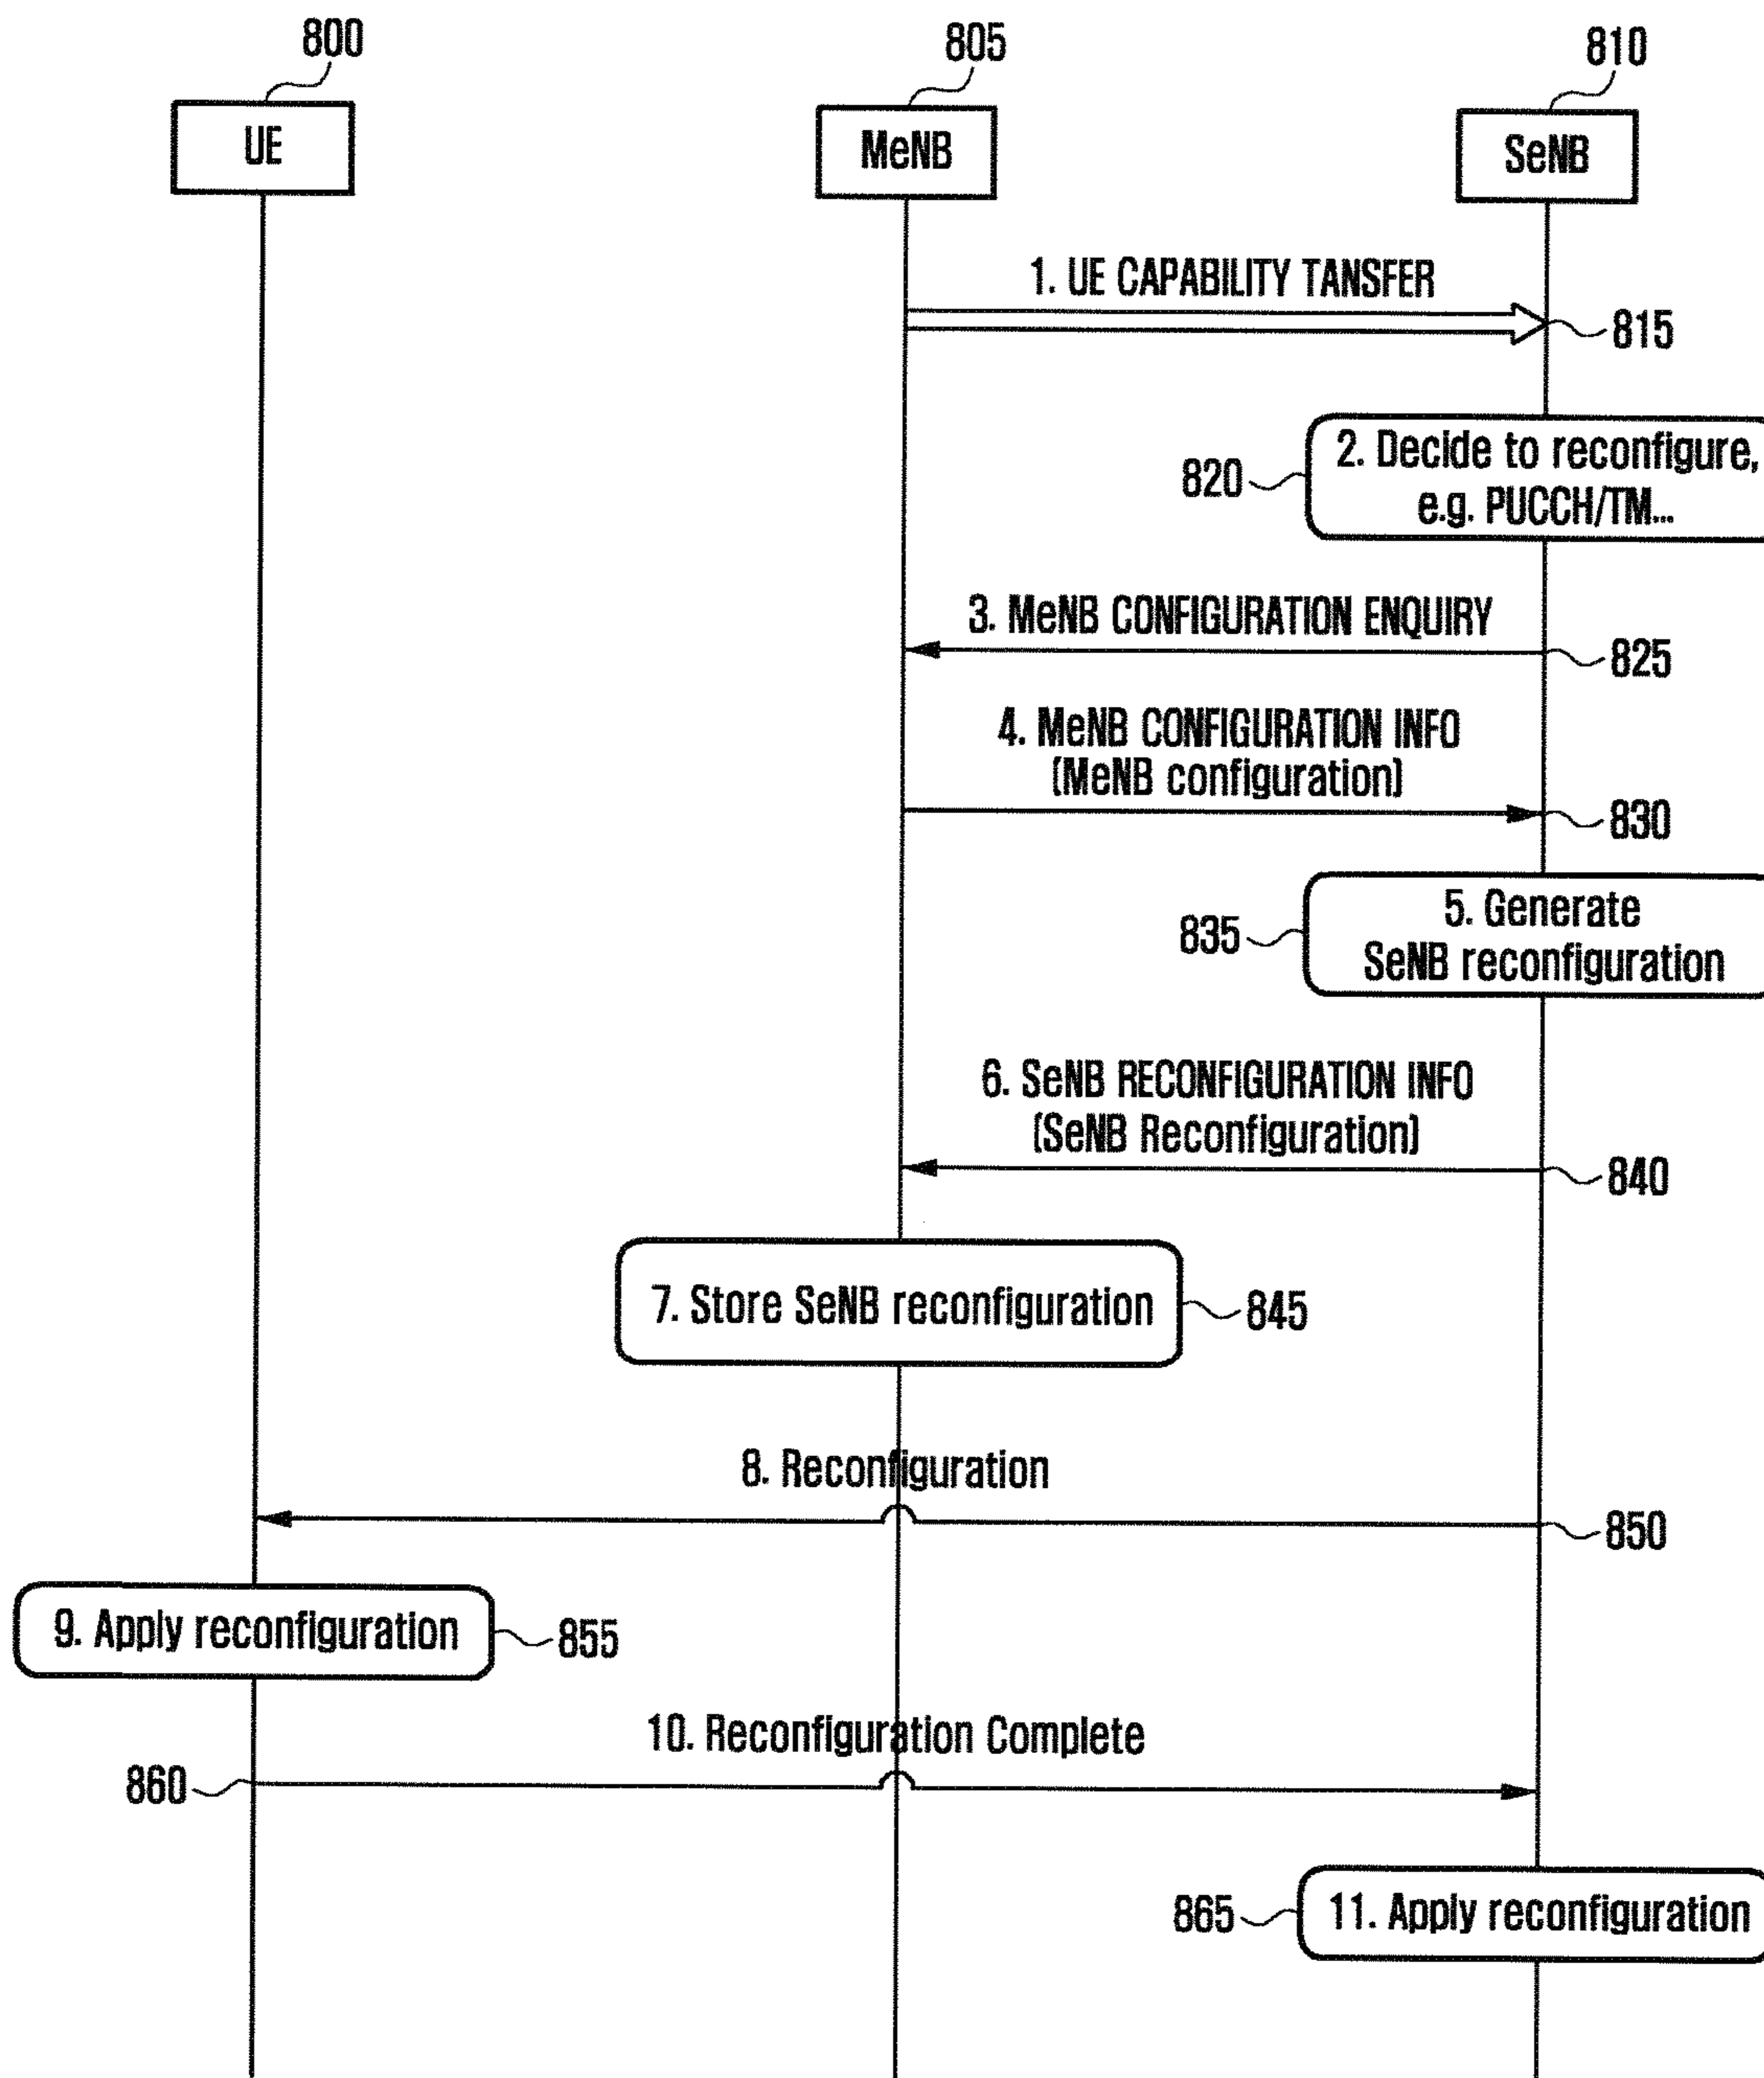 800
805
810
UE
MeNB
SeNB
1. UE CAPABILITY TANSFER
815
2. Decide to reconfigure,
e.g. PUCCH/TM...
820
3. MeNB CONFIGURATION ENQUIRY
825
4. MeNB CONFIGURATION INFO
(MeNB configuration)
830
5. Generate
SeNB reconfiguration
835
6. SeNB RECONFIGURATION INFO
(SeNB Reconfiguration)
840
7. Store SeNB reconfiguration
845
8. Reconfiguration
850
9. Apply reconfiguration
855
10. Reconfiguration Complete
860
865
11. Apply reconfiguration